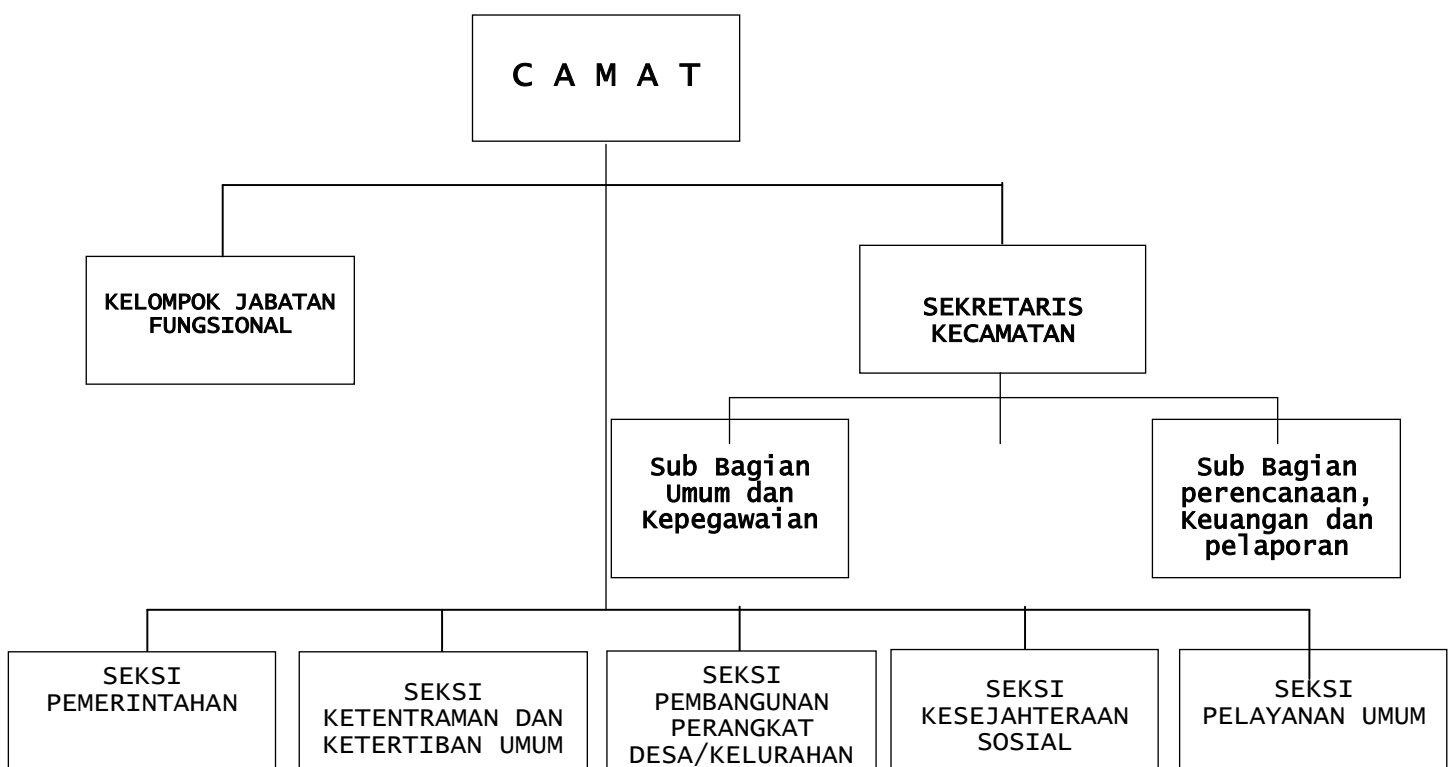 C A M A T
KELOMPOK JABATAN
FUNGSIONAL
SEKRETARIS
KECAMATAN
Sub Bagian
Umum dan
Kepegawaian
Sub Bagian
perencanaan,
Keuangan dan
pelaporan
SEKSI
PEMERINTAHAN
SEKSI
KETENTRAMAN DAN
KETERTIBAN UMUM
SEKSI
PEMBANGUNAN
PERANGKAT
DESA/KELURAHAN
SEKSI
KESEJAHTERAAN
SOSIAL
SEKSI
PELAYANAN UMUM